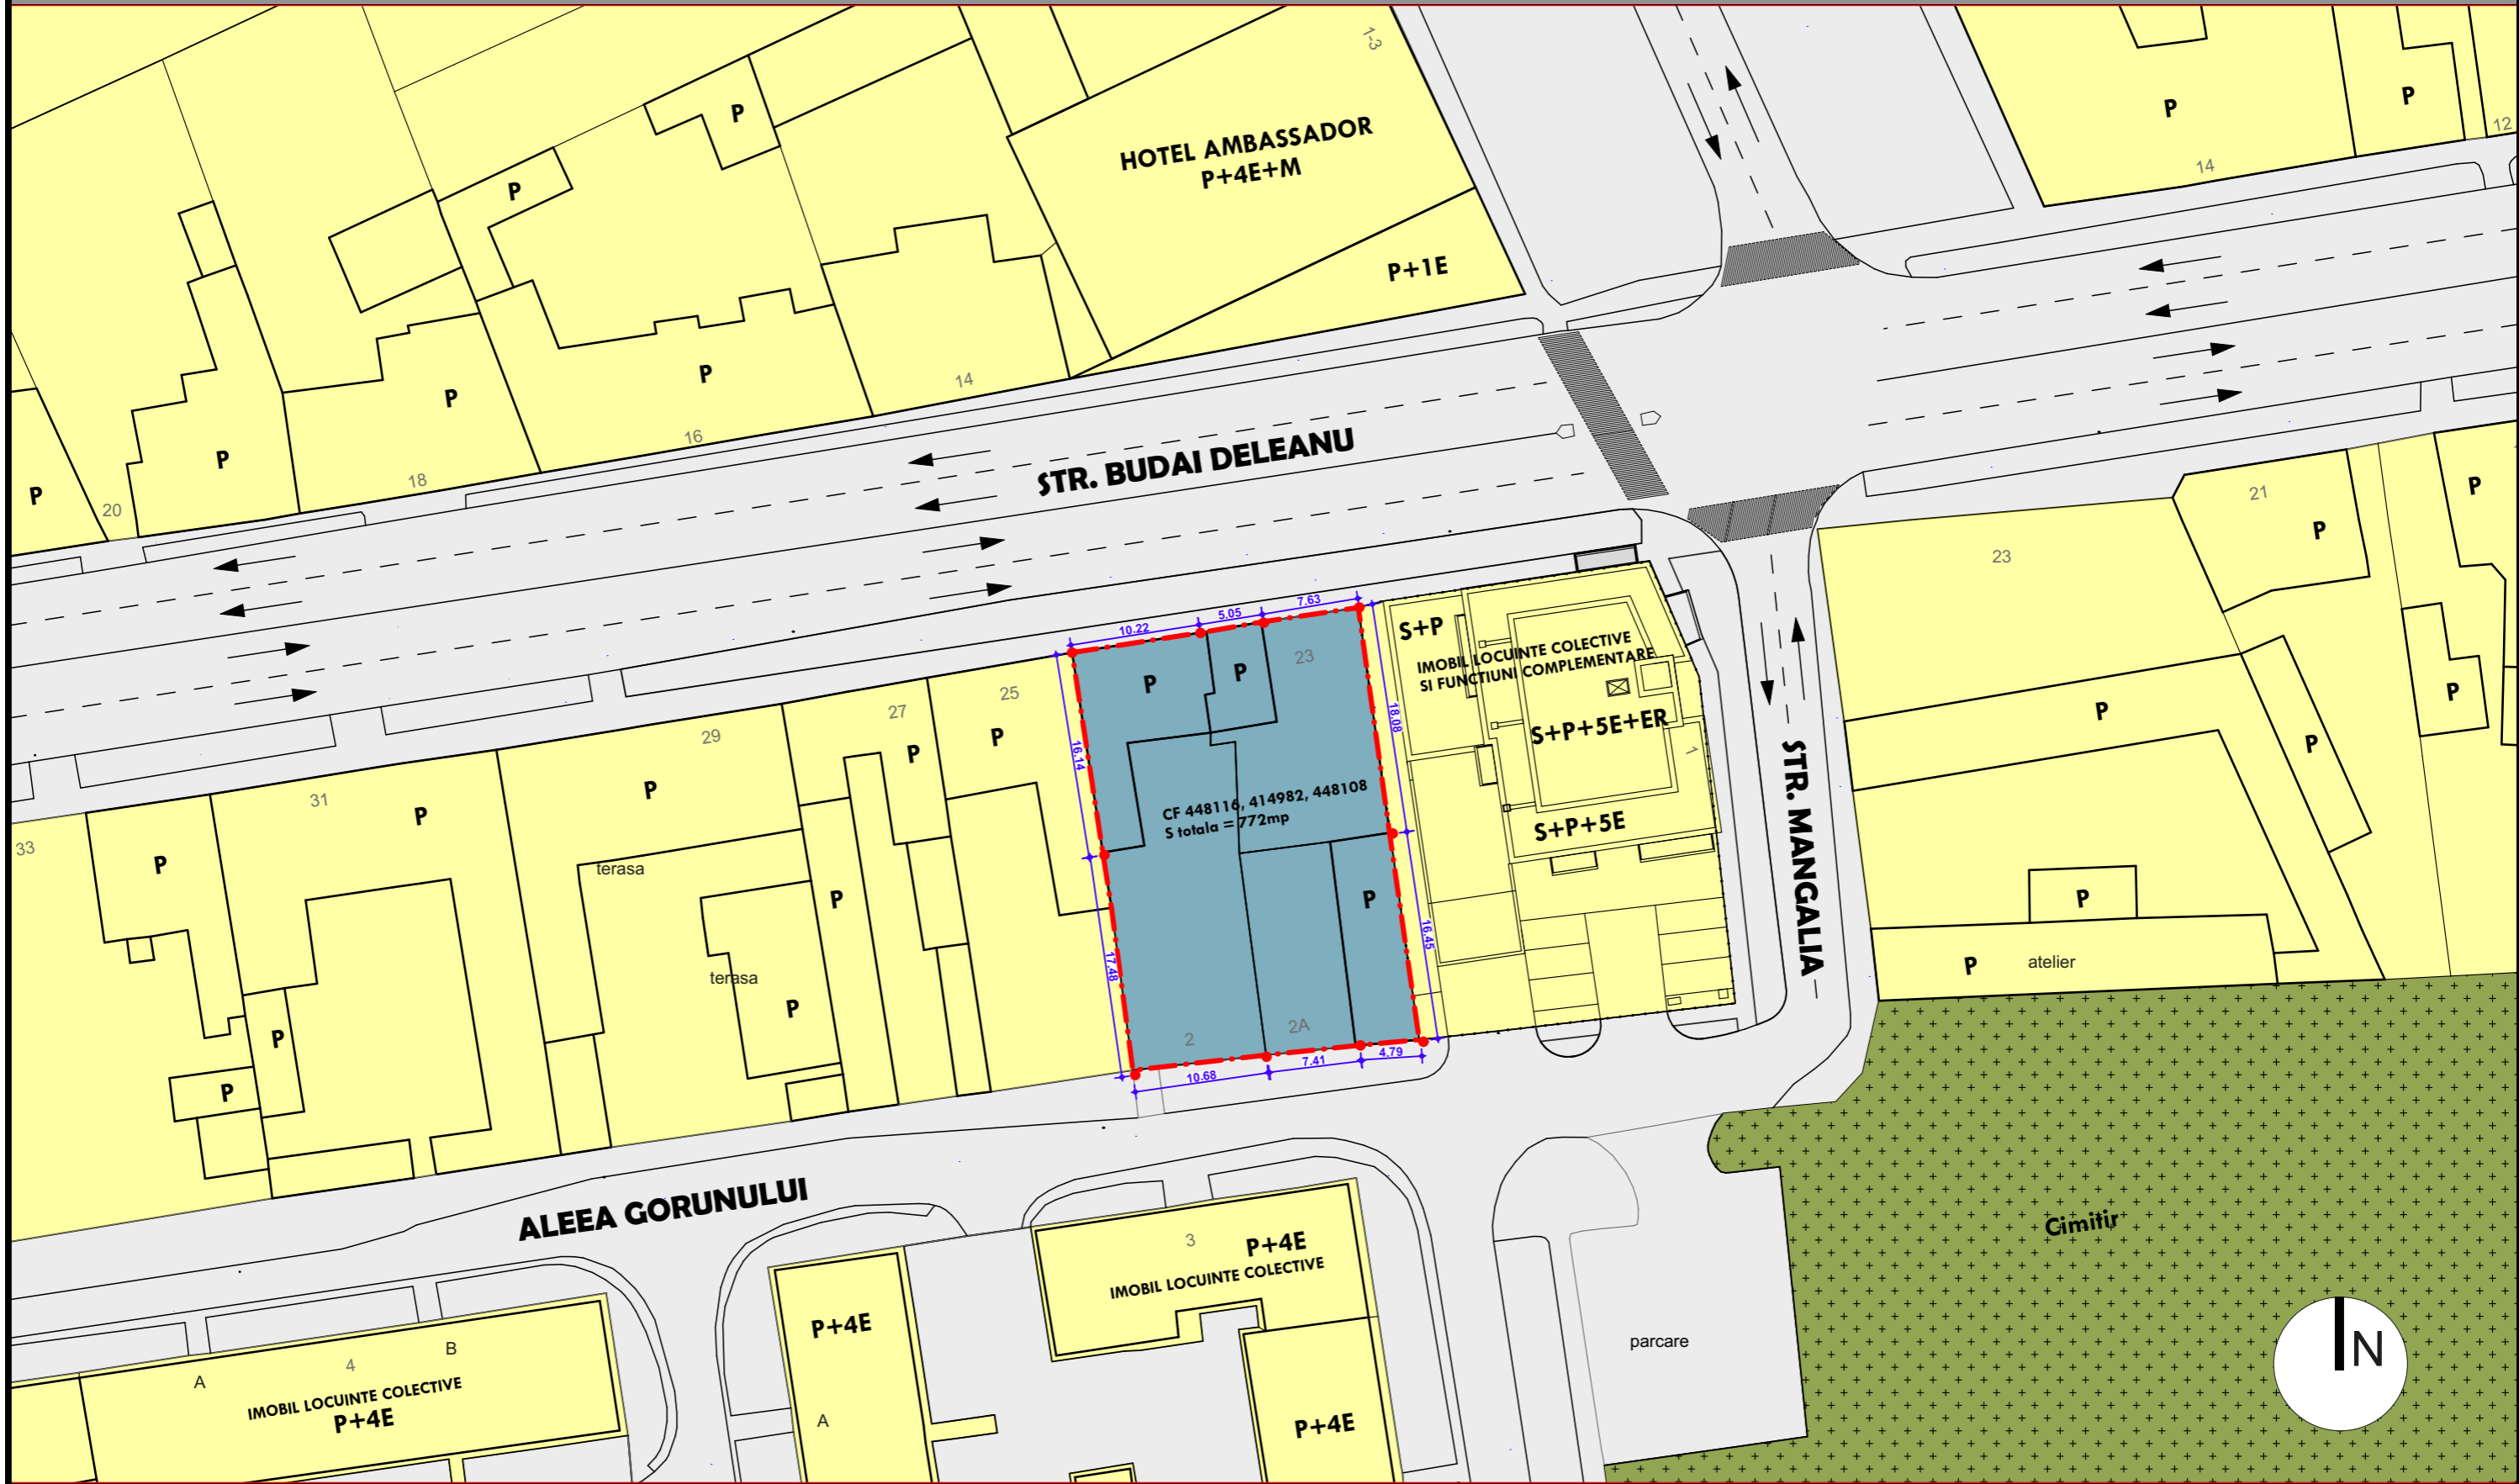 1-3
P
P
P
12
HOTEL AMBASSADOR
P+4E+M
14
P
P+1E
P
P
14
P
16
18
P
20
STR. BUDAI DELEANU
21
P
P
23
10.22
5.05
7.63
S+P
IMOBIL LOCUINTE COLECTIVE
SI FUNCTIUNI COMPLEMENTARE
23
P
P
25
P
27
P
29
P
31
P
33
P
16.14
18.08
S+P+5E+ER
1
STR. MANGALIA
P
P
P
CF 448116, 414982, 448108
S totala = 772mp
S+P+5E
terasa
P
P
P
16.45
17.48
terasa
P
P
P
P
atelier
2
2A
10.68
7.41
4.79
ALEEA GORUNULUI
Cimitir
3
P+4E
IMOBIL LOCUINTE COLECTIVE
P+4E
parcare
N
A
4
B
IMOBIL LOCUINTE COLECTIVE
P+4E
A
P+4E